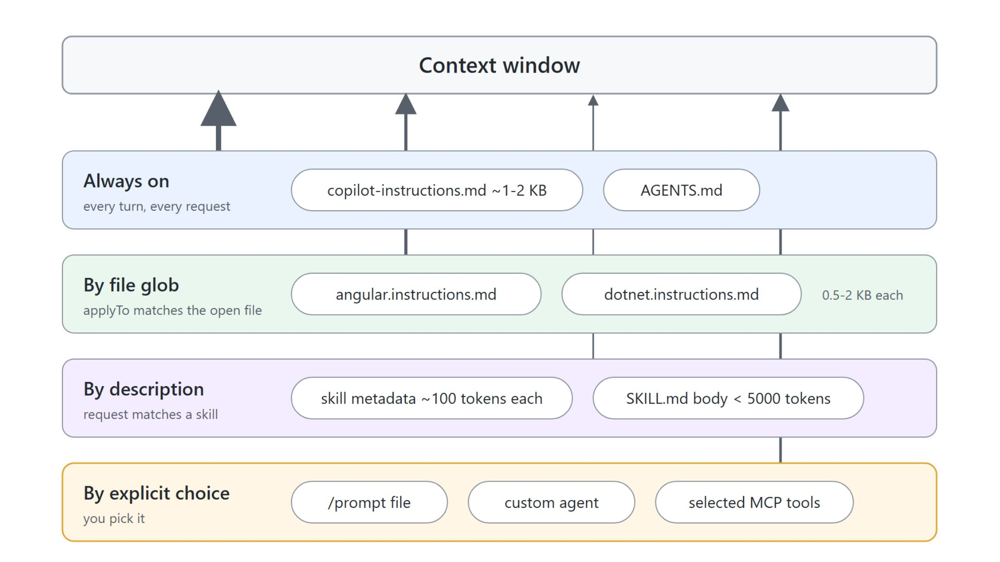 Context window
Always on
every turn, every request
copilot-instructions.md ~1-2 KB
AGENTS.md
By file glob
applyTo matches the open file
angular.instructions.md
dotnet.instructions.md
0.5-2 KB each
By description
request matches a skill
skill metadata ~100 tokens each
SKILL.md body < 5000 tokens
By explicit choice
you pick it
/prompt file
custom agent
selected MCP tools